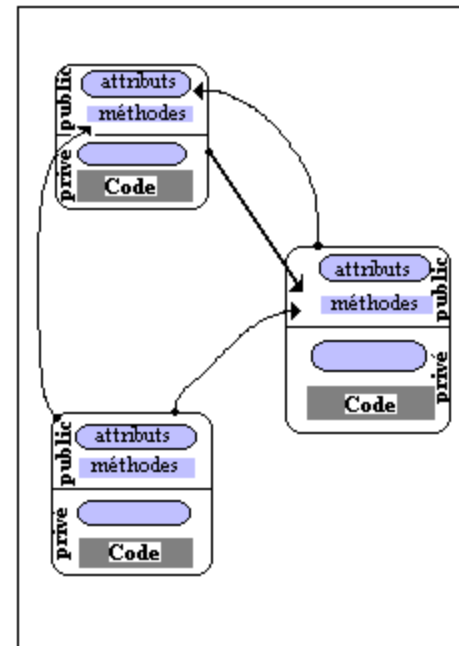 public
attributs
méthodes
privé
Code
attributs
public
méthodes
privé
Code
public
attributs
méthodes
privé
Code